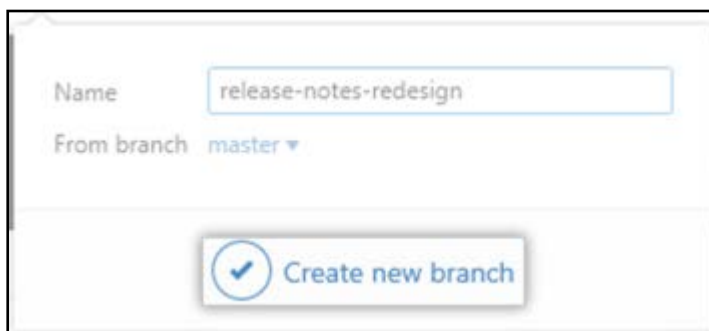 Name release-notes-redesign
From branch master
Create new branch